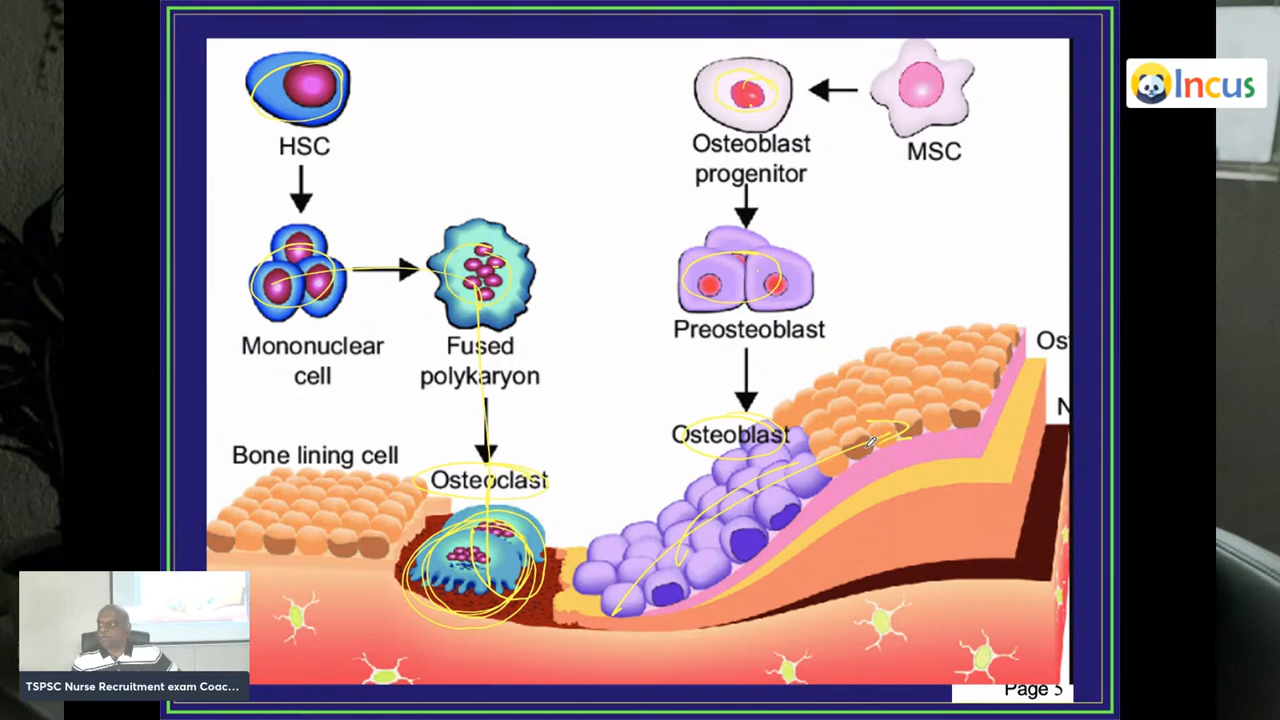 Incus
HSC
Osteoblast
progenitor
MSC
Mononuclear
cell
Fused
polykaryon
Preosteoblast
Os
N
Osteoblast
Bone lining cell
Osteoclast
TSPSC Nurse Recruitment exam Coac...
Page 5